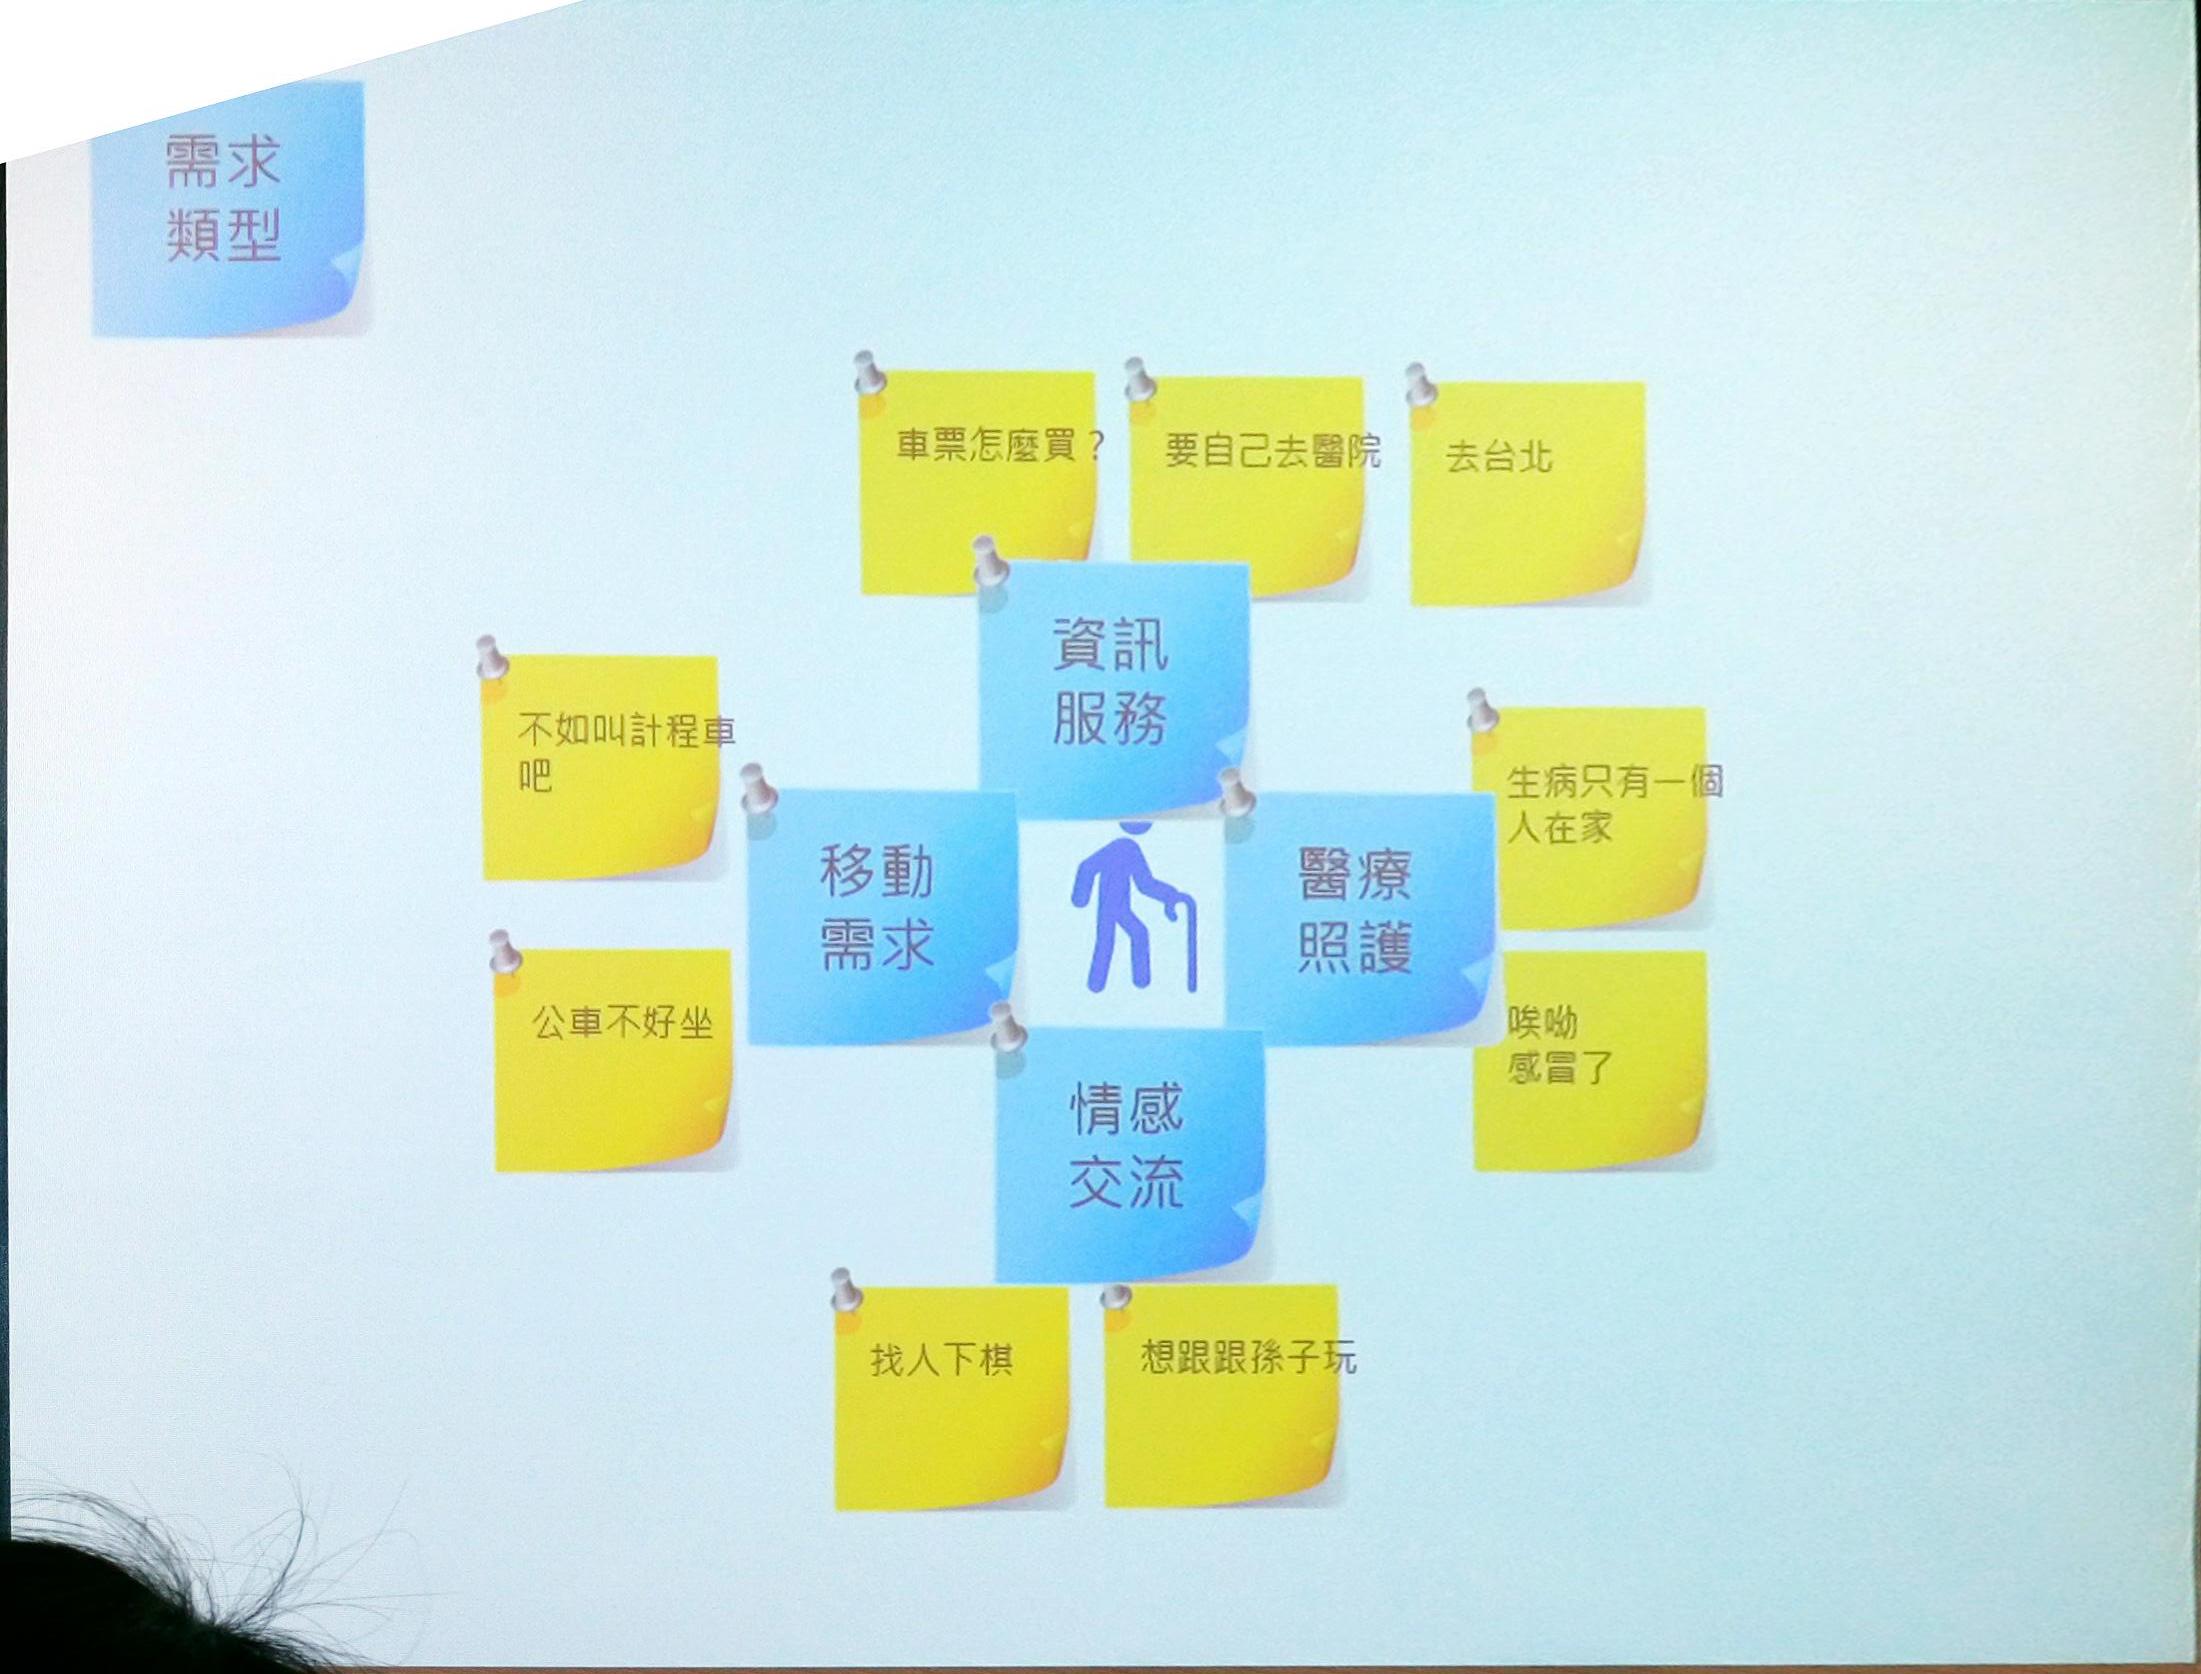 需求
類型
車票怎麼買？
要自己去醫院
去台北
資訊
服務
不如叫計程車
吧
移動
需求
醫療
照護
生病只有一個
人在家
公車不好坐
唉呦
感冒了
情感
交流
找人下棋
想跟跟孫子玩